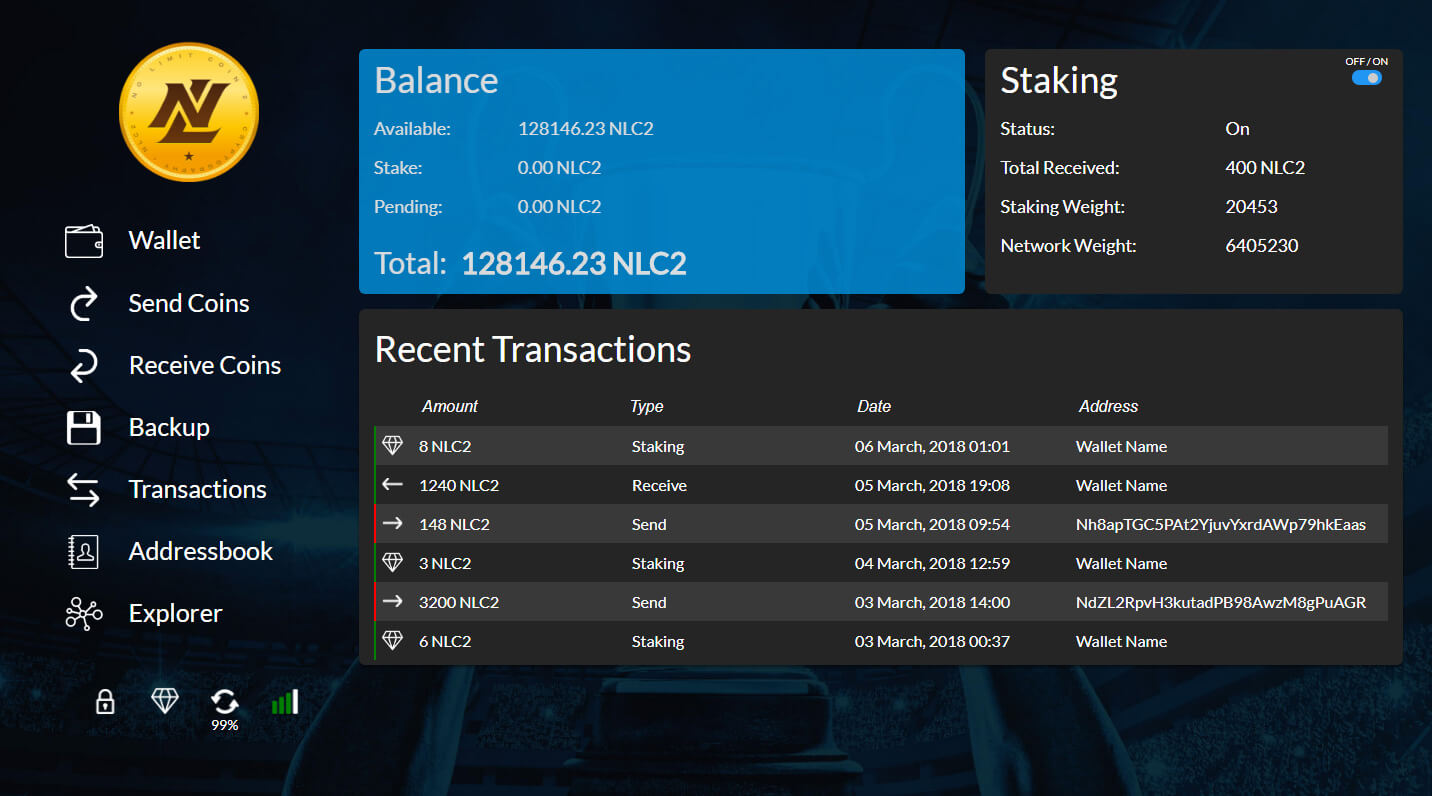 NO LIMIT COIN 2 * CRYPTOGRAPHY * NLC2 *
NL
Wallet
Send Coins
Receive Coins
Backup
Transactions
Addressbook
Explorer
99%
Balance
Available: 128146.23 NLC2
Stake: 0.00 NLC2
Pending: 0.00 NLC2
Total: 128146.23 NLC2
OFF / ON
Staking
Status: On
Total Received: 400 NLC2
Staking Weight: 20453
Network Weight: 6405230
Recent Transactions
Amount Type Date Address
8 NLC2 Staking 06 March, 2018 01:01 Wallet Name
1240 NLC2 Receive 05 March, 2018 19:08 Wallet Name
148 NLC2 Send 05 March, 2018 09:54 Nh8apTGC5PAt2YjuvYxrdAWp79hkEaas
3 NLC2 Staking 04 March, 2018 12:59 Wallet Name
3200 NLC2 Send 03 March, 2018 14:00 NdZL2RpvH3kutadPB98AwzM8gPuAGR
6 NLC2 Staking 03 March, 2018 00:37 Wallet Name